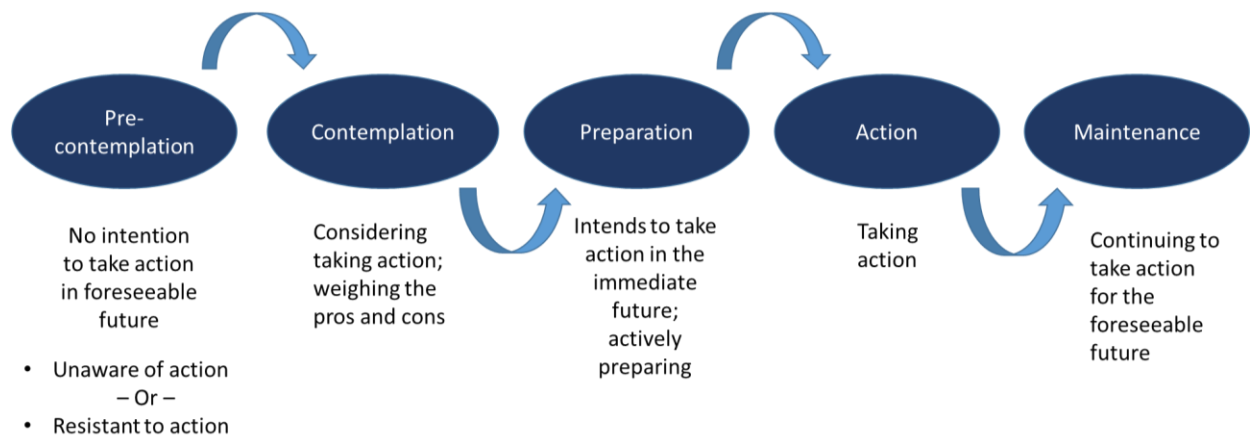 Pre-
contemplation
Contemplation
Preparation
Action
Maintenance
No intention
to take action
in foreseeable
future
• Unaware of action
– Or –
• Resistant to action
Considering
taking action;
weighing the
pros and cons
Intends to take
action in the
immediate
future;
actively
preparing
Taking
action
Continuing to
take action
for the
foreseeable
future